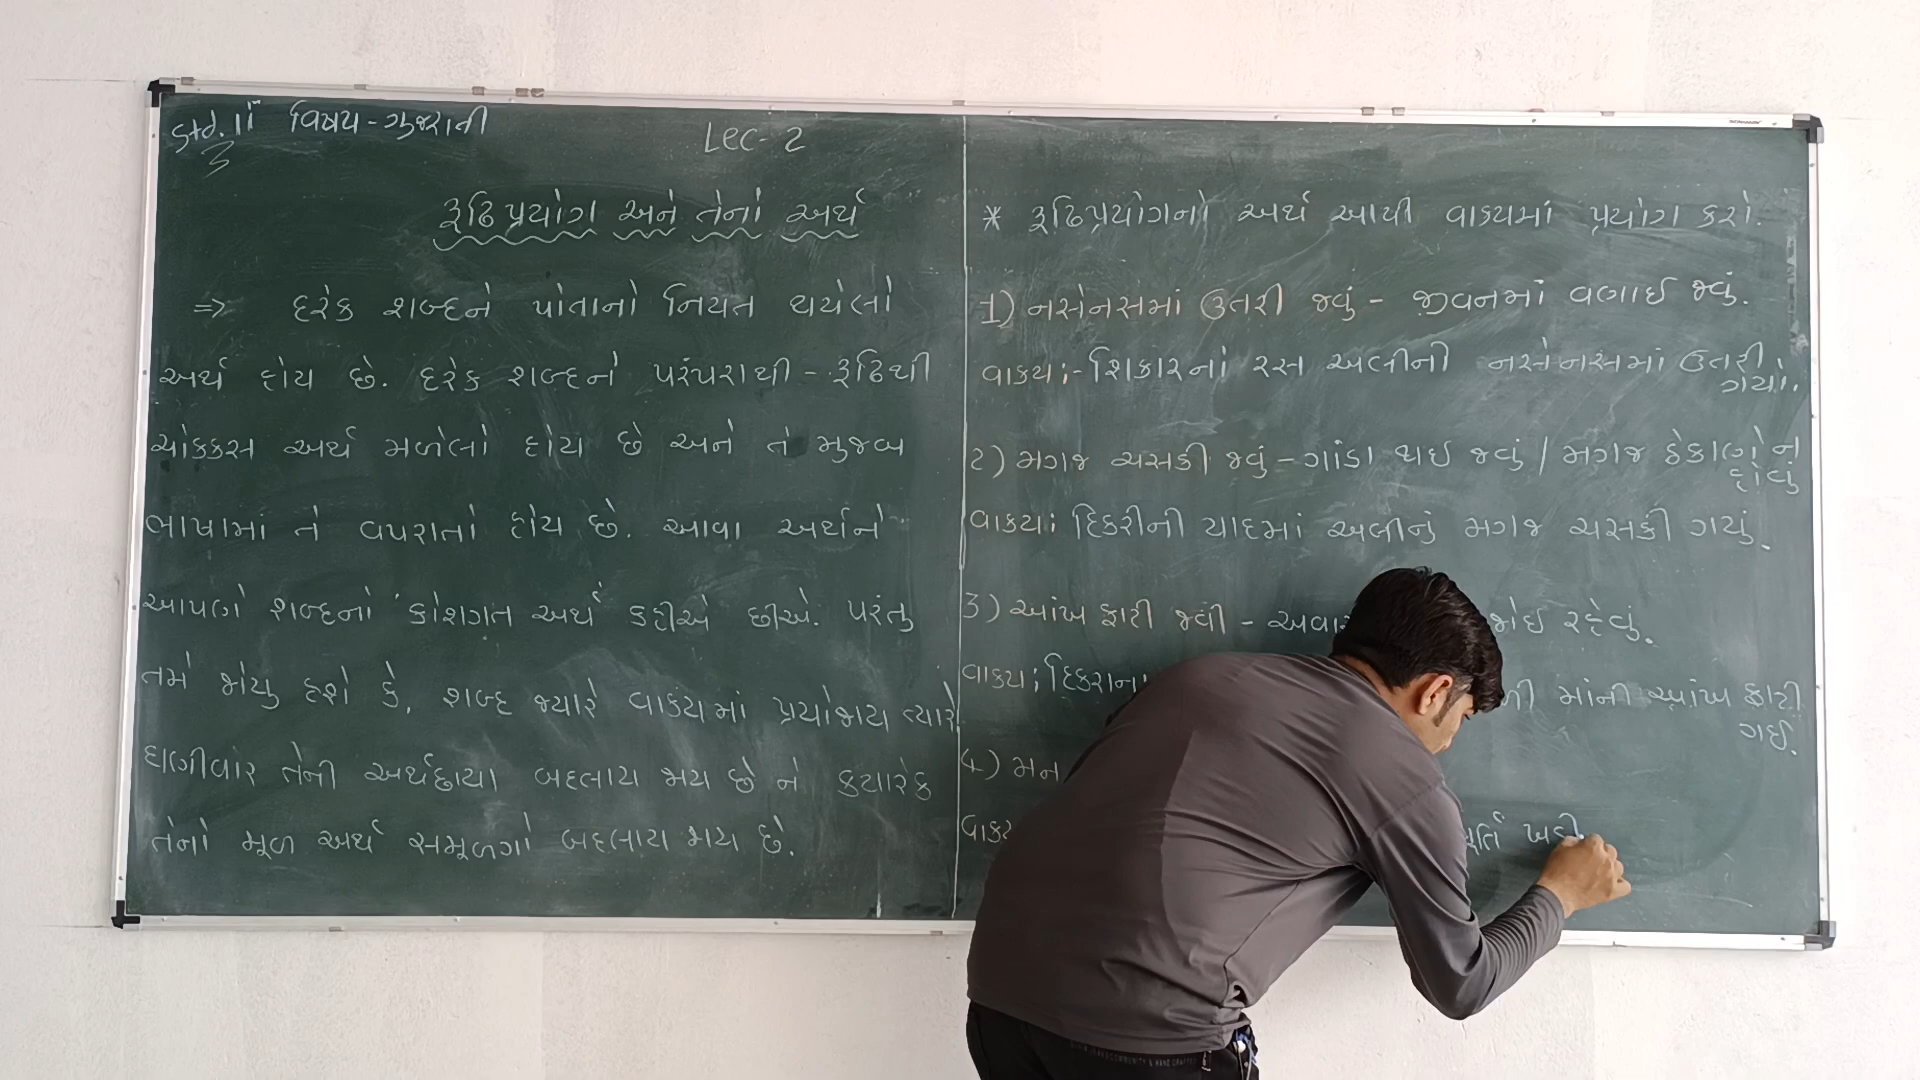 Std. 11 વિષય - ગુજરાતી
Lec - 2
રૂઢિપ્રયોગ અને તેનો અર્થ
⇒ દરેક શબ્દને પોતાનો નિયત થયેલો
અર્થ હોય છે. દરેક શબ્દને પરંપરાથી - રૂઢિથી
ચોક્કસ અર્થ મળેલો હોય છે અને તે મુજબ
ભાષામાં તે વપરાતો હોય છે. આવા અર્થને
આપણે શબ્દનો કોશગત અર્થ કહીએ છીએ. પરંતુ
તમે જોયુ હશે કે, શબ્દ જ્યારે વાક્યમાં પ્રયોજાય ત્યારે
ઘણીવાર તેની અર્થછાયા બદલાય જાય છે ને ક્યારેક
તેનો મૂળ અર્થ સમૂળગો બદલાય જાય છે.
* રૂઢિપ્રયોગનો અર્થ આપી વાક્યમાં પ્રયોગ કરો.
1) નસેનસમાં ઉતરી જવું - જીવનમાં વણાઈ જવું.
વાક્ય:- શિકારનો રસ અલીની નસેનસમાં ઉતરી
ગયો.
2) મગજ ચસકી જવું - ગાંડા થઈ જવું / મગજ ઠેકાણે ન
હોવું
વાક્ય: દિકરીની યાદમાં અલીનું મગજ ચસકી ગયું.
3) આંખ ફાટી જવી - જોઈ રહેવું.
વાક્ય: દિકરાના માંની આંખ ફાટી
ગઈ.
4) મન